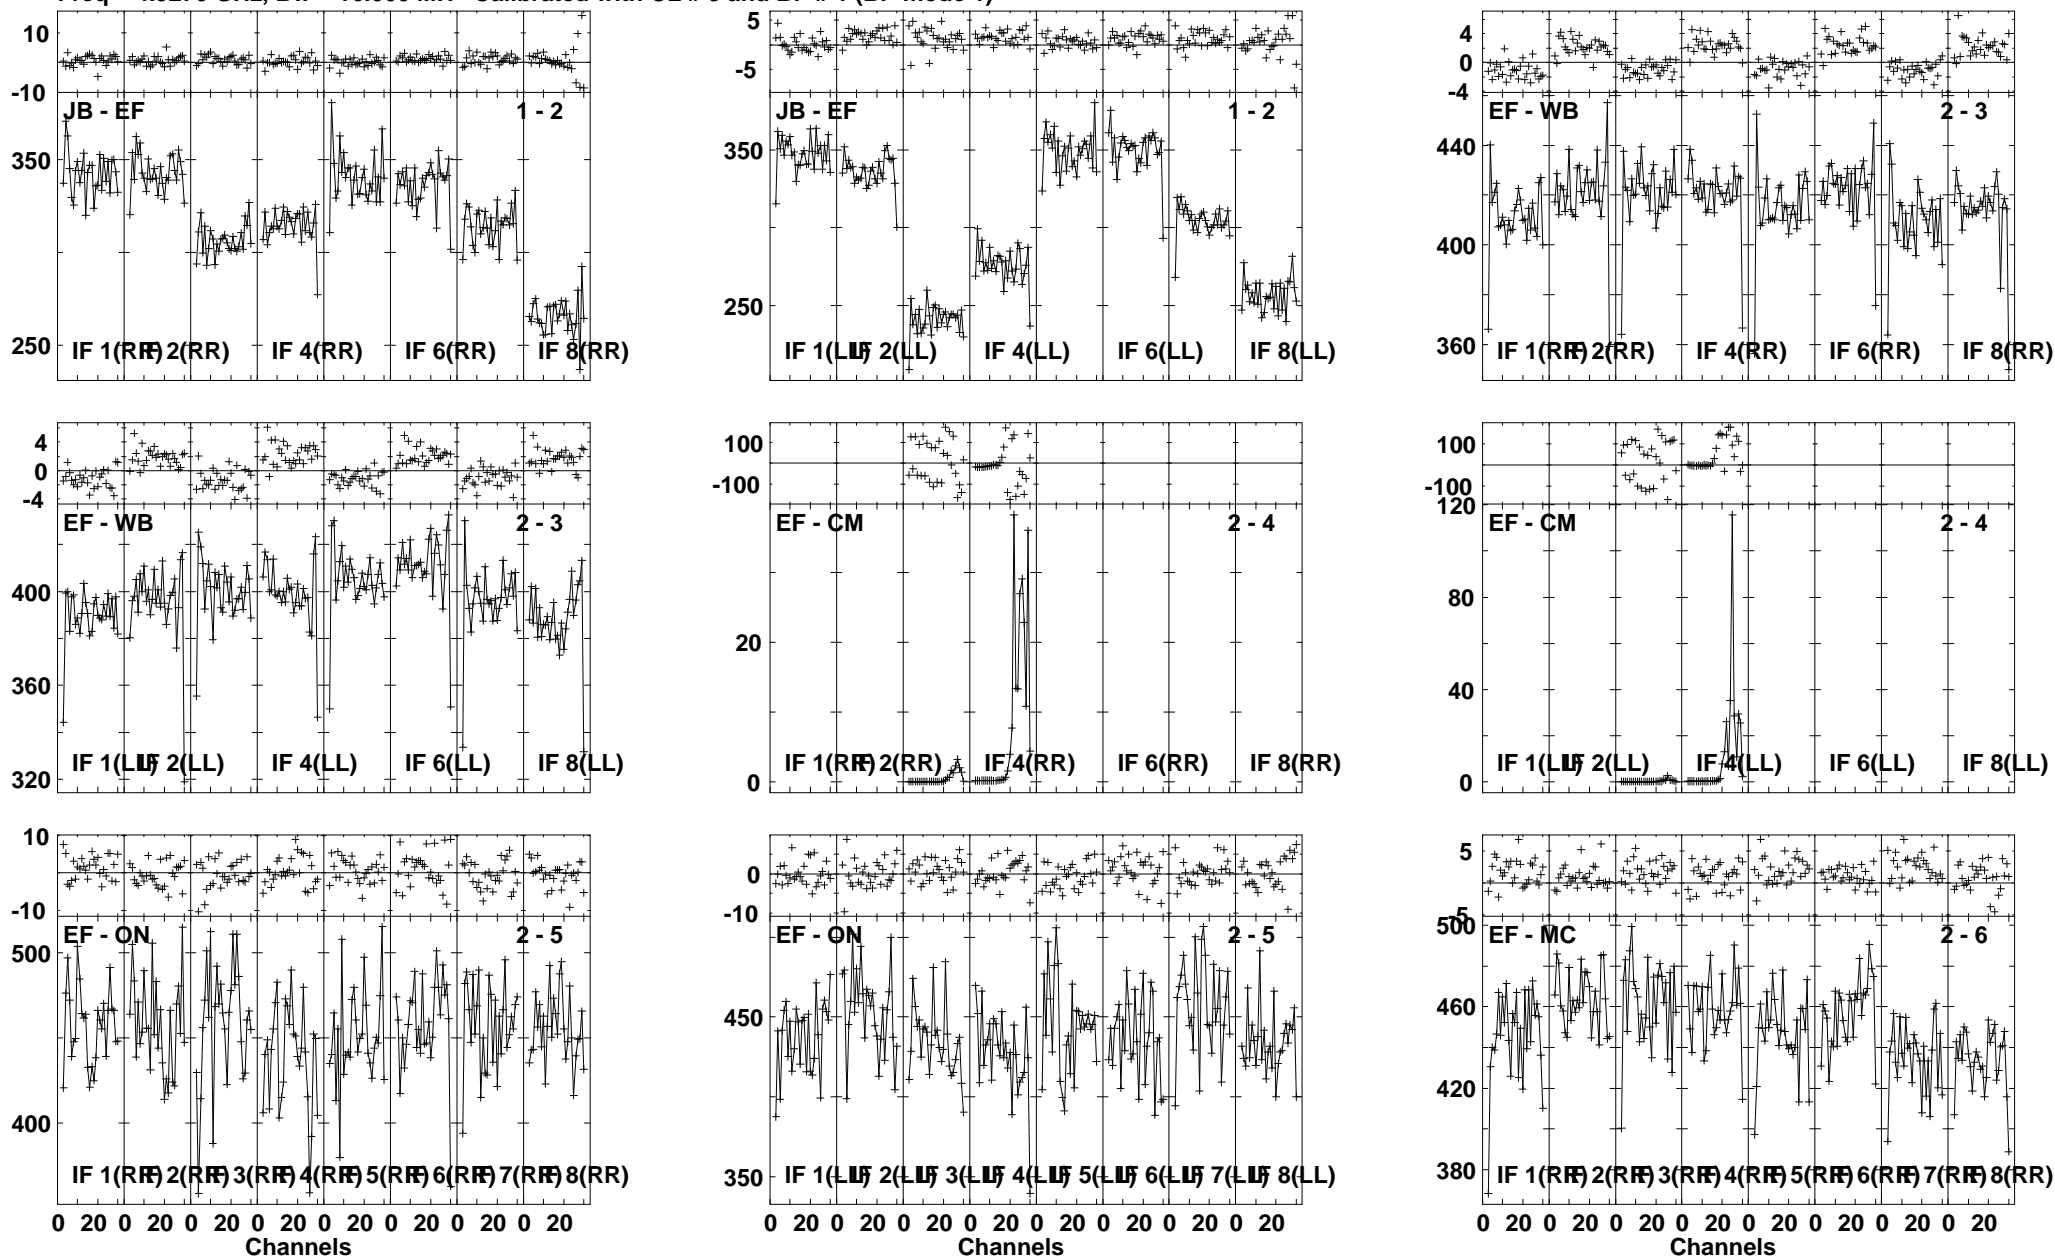 10
0
-10
JB - EF 1 - 2
350
250
IF 1(RR) IF 2(RR) IF 4(RR) IF 6(RR) IF 8(RR)
5
-5
JB - EF 1 - 2
350
250
IF 1(LL) IF 2(LL) IF 4(LL) IF 6(LL) IF 8(LL)
4
0
-4
EF - WB 2 - 3
440
400
360
IF 1(RR) IF 2(RR) IF 4(RR) IF 6(RR) IF 8(RR)
4
0
-4
EF - WB 2 - 3
400
360
320
IF 1(LL) IF 2(LL) IF 4(LL) IF 6(LL) IF 8(LL)
100
-100
EF - CM 2 - 4
20
0
IF 1(RR) IF 2(RR) IF 4(RR) IF 6(RR) IF 8(RR)
100
-100
120
EF - CM 2 - 4
80
40
0
IF 1(LL) IF 2(LL) IF 4(LL) IF 6(LL) IF 8(LL)
10
0
-10
EF - ON 2 - 5
500
400
IF 1(RR) IF 2(RR) IF 3(RR) IF 4(RR) IF 5(RR) IF 6(RR) IF 7(RR) IF 8(RR)
0 20 0 20 0 20 0 20 0 20 0 20 0 20 0 20
Channels
10
0
-10
EF - ON 2 - 5
450
350
IF 1(LL) IF 2(LL) IF 3(LL) IF 4(LL) IF 5(LL) IF 6(LL) IF 7(LL) IF 8(LL)
0 20 0 20 0 20 0 20 0 20 0 20 0 20 0 20
Channels
5
-5
500
EF - MC 2 - 6
460
420
380
IF 1(RR) IF 2(RR) IF 3(RR) IF 4(RR) IF 5(RR) IF 6(RR) IF 7(RR) IF 8(RR)
0 20 0 20 0 20 0 20 0 20 0 20 0 20 0 20
Channels